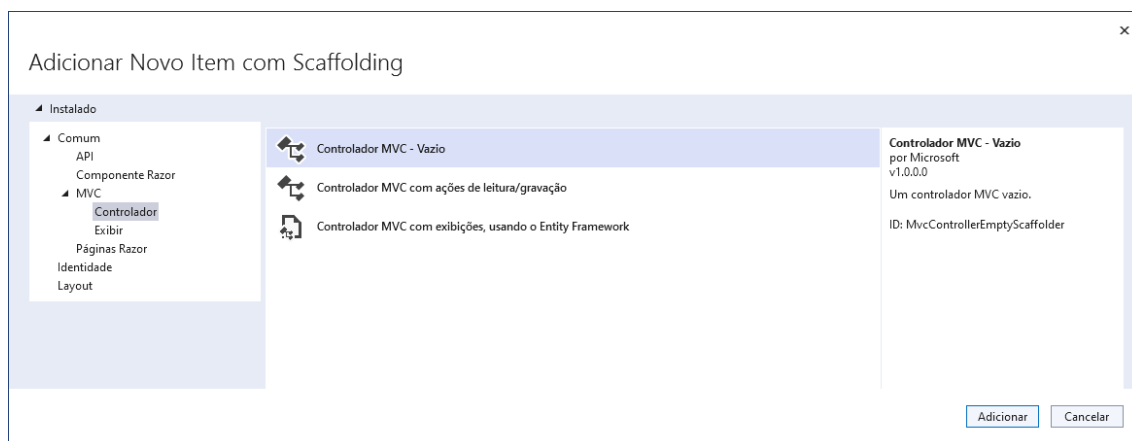 ×
Adicionar Novo Item com Scaffolding
Instalado
Comum
API
Componente Razor
MVC
Controlador
Exibir
Páginas Razor
Identidade
Layout
Controlador MVC - Vazio
Controlador MVC com ações de leitura/gravação
Controlador MVC com exibições, usando o Entity Framework
Controlador MVC - Vazio
por Microsoft
v1.0.0.0
Um controlador MVC vazio.
ID: MvcControllerEmptyScaffolder
Adicionar
Cancelar